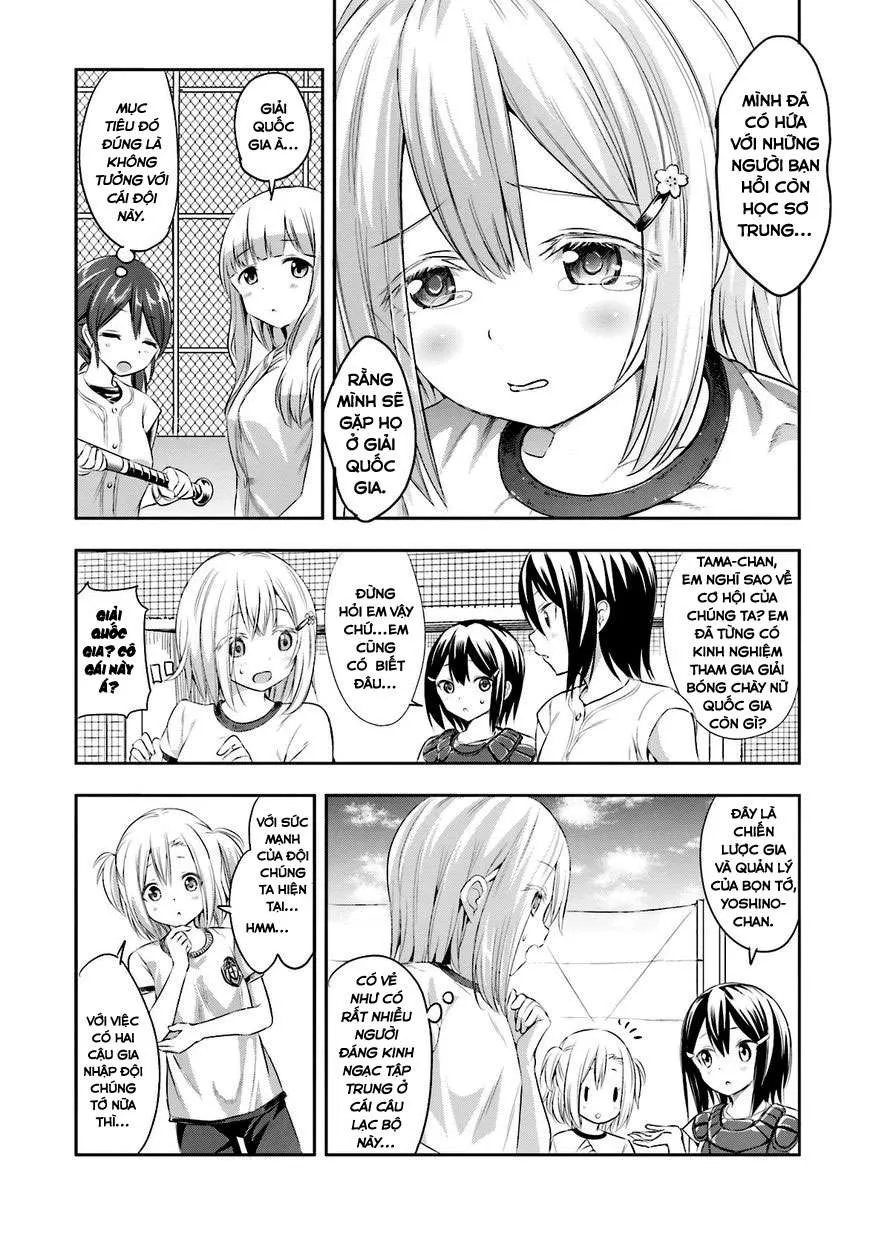 MÌNH ĐÃ
CÓ HỨA
VỚI NHỮNG
NGƯỜI BẠN
HỒI CÒN
HỌC SƠ
TRUNG...
RẰNG
MÌNH SẼ
GẶP HỌ
Ở GIẢI
QUỐC
GIA.
GIẢI
QUỐC
GIA À...
MỤC
TIÊU ĐÓ
ĐÚNG LÀ
KHÔNG
TƯỞNG VỚI
CÁI ĐỘI
NÀY.
TAMA-CHAN,
EM NGHĨ SAO VỀ
CƠ HỘI CỦA
CHÚNG TA? EM
ĐÃ TỪNG CÓ
KINH NGHIỆM
THAM GIA GIẢI
BÓNG CHÀY NỮ
QUỐC GIA
CÒN GÌ?
ĐỪNG
HỎI EM VẬY
CHỨ...EM
CŨNG
CÓ BIẾT
ĐÂU...
GIẢI
QUỐC
GIA? CÔ
GÁI NÀY
Á?
ĐÂY LÀ
CHIẾN
LƯỢC GIA
VÀ QUẢN LÝ
CỦA BỌN TỚ,
YOSHINO-
CHAN.
CÓ VẺ
NHƯ CÓ
RẤT NHIỀU
NGƯỜI
ĐÁNG KINH
NGẠC TẬP
TRUNG Ở
CÁI CÂU
LẠC BỘ
NÀY...
VỚI SỨC
MẠNH
CỦA ĐỘI
CHÚNG
TA HIỆN
TẠI...
HMM...
VỚI VIỆC
CÓ HAI
CẬU GIA
NHẬP ĐỘI
CHÚNG
TỚ NỮA
THÌ...